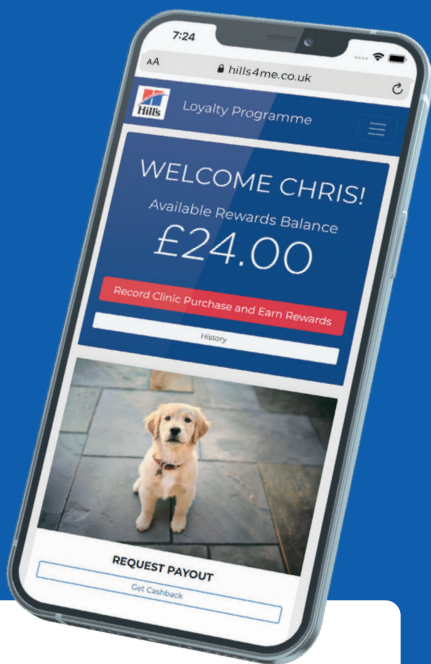 7:24
AA hills4me.co.uk
Hill's Loyalty Programme
WELCOME CHRIS!
Available Rewards Balance
£24.00
Record Clinic Purchase and Earn Rewards
History
REQUEST PAYOUT
Get Cashback